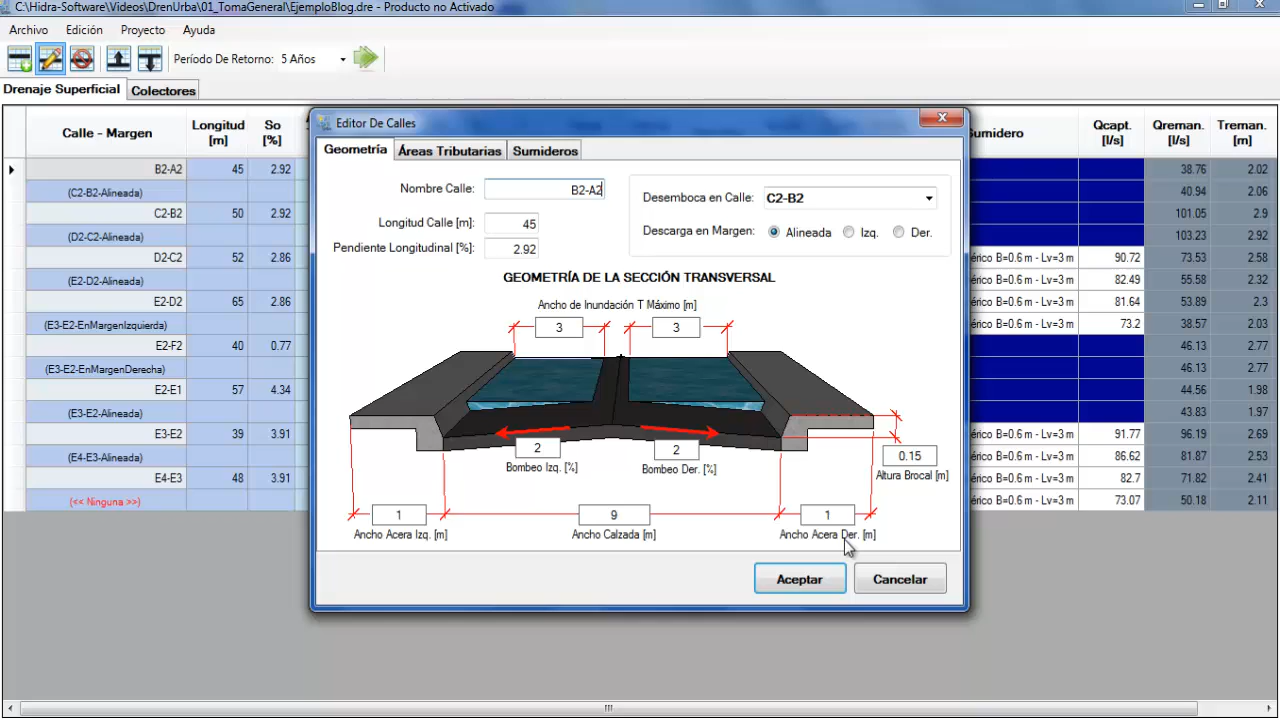 C:\Hidra-Software\Videos\DrenUrba\01_TomaGeneral\EjemploBlog.dre - Producto no Activado
Archivo Edición Proyecto Ayuda
Período De Retorno: 5 Años
Drenaje Superficial Colectores
Calle - Margen Longitud [m] So [%] Qcapt. [l/s] Qreman. [l/s] Treman. [m]
B2-A2 45 2.92 38.76 2.02
(C2-B2-Alineada) 40.94 2.06
C2-B2 50 2.92 101.05 2.9
(D2-C2-Alineada) 103.23 2.92
D2-C2 52 2.86 B=0.6 m - Lv=3 m 90.72 73.53 2.58
(E2-D2-Alineada) B=0.6 m - Lv=3 m 82.49 55.58 2.32
E2-D2 65 2.86 B=0.6 m - Lv=3 m 81.64 53.89 2.3
(E3-E2-EnMargenIzquierda) B=0.6 m - Lv=3 m 73.2 38.57 2.03
E2-F2 40 0.77 46.13 2.77
(E3-E2-EnMargenDerecha) 46.13 2.77
E2-E1 57 4.34 44.56 1.98
(E3-E2-Alineada) 43.83 1.97
E3-E2 39 3.91 B=0.6 m - Lv=3 m 91.77 96.19 2.69
(E4-E3-Alineada) B=0.6 m - Lv=3 m 86.62 81.87 2.53
E4-E3 48 3.91 B=0.6 m - Lv=3 m 82.7 71.82 2.41
(<< Ninguna >>) B=0.6 m - Lv=3 m 73.07 50.18 2.11
Editor De Calles
Geometría Áreas Tributarias Sumideros
Nombre Calle: B2-A2
Longitud Calle [m]: 45
Pendiente Longitudinal [%]: 2.92
Desemboca en Calle: C2-B2
Descarga en Margen: Alineada Izq. Der.
GEOMETRÍA DE LA SECCIÓN TRANSVERSAL
Ancho de Inundación T Máximo [m]
3 3
2 2
Bombeo Izq. [%] Bombeo Der. [%]
0.15
Altura Brocal [m]
1 9 1
Ancho Acera Izq. [m] Ancho Calzada [m] Ancho Acera Der. [m]
Aceptar Cancelar